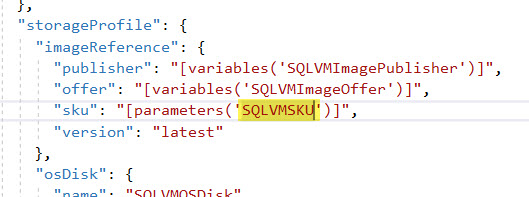 },
"storageProfile": {
"imageReference": {
"publisher": "[variables('SQLVMImagePublisher')]",
"offer": "[variables('SQLVMImageOffer')]",
"sku": "[parameters('SQLVMSKU')]",
"version": "latest"
},
"osDisk": {
"name": "SQLVMOSDisk"